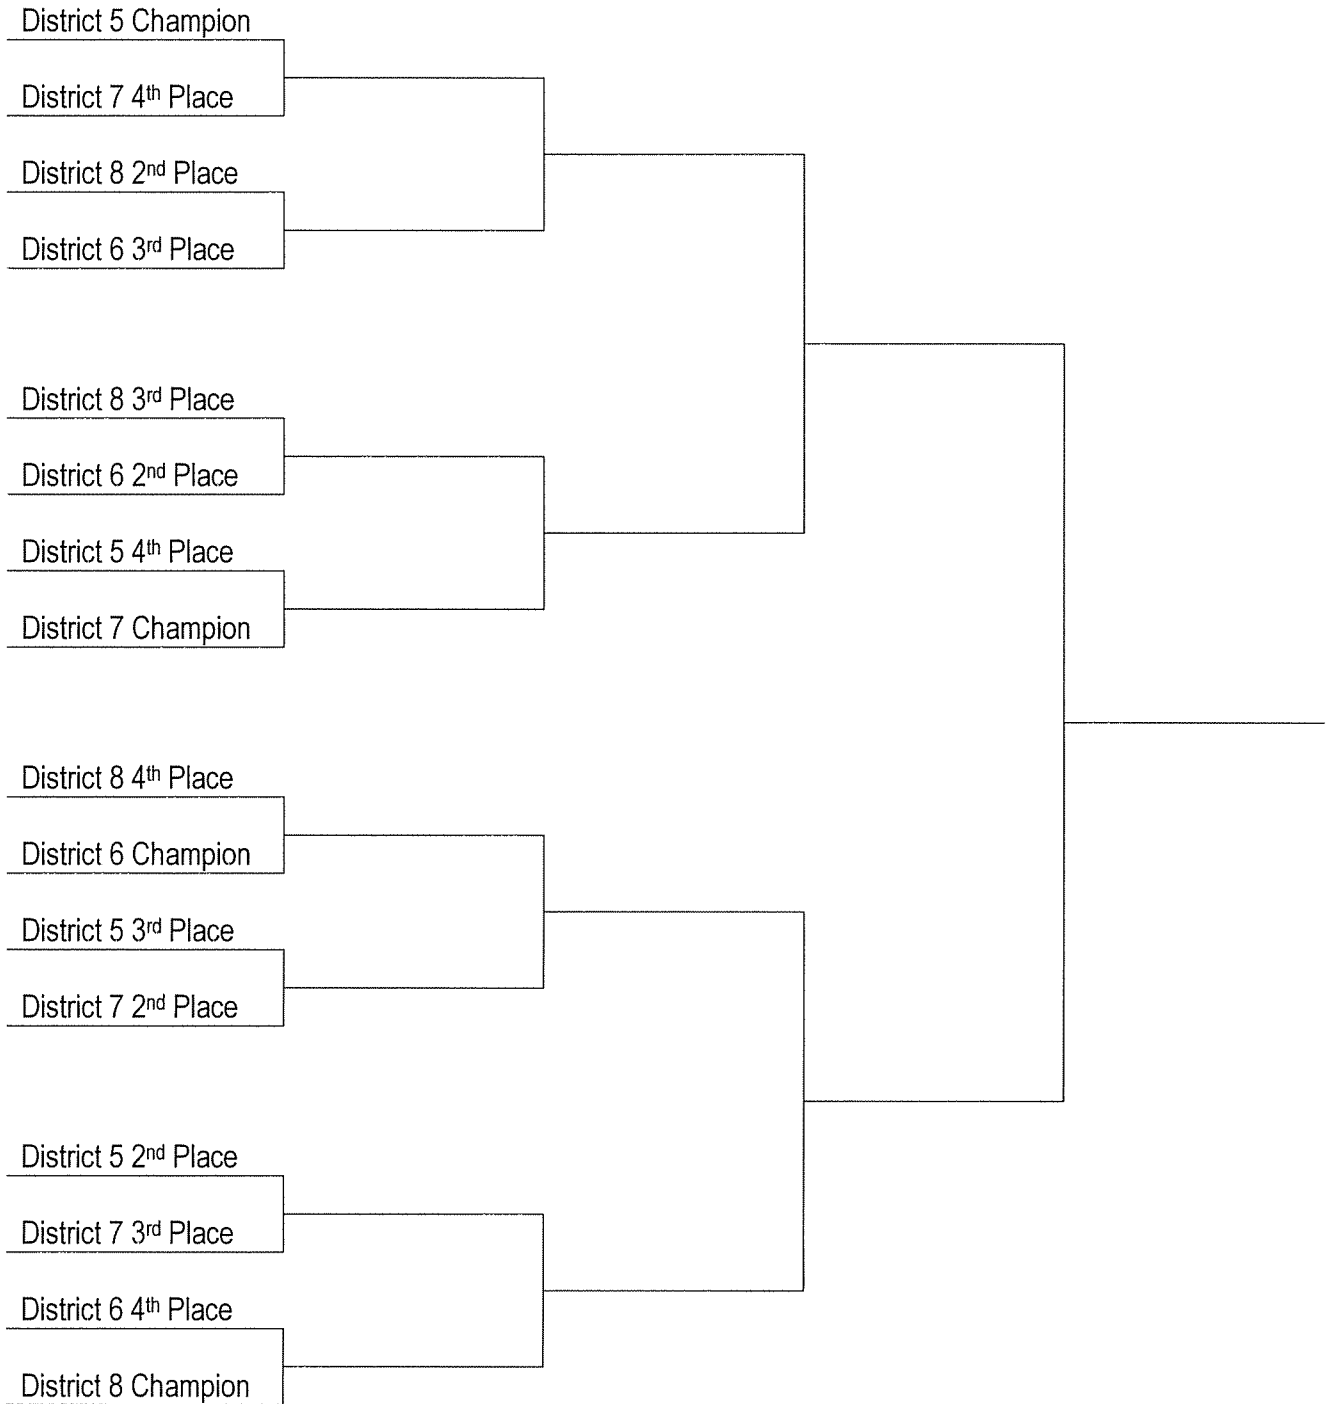 District 5 Champion
District 7 4th Place
District 8 2nd Place
District 6 3rd Place
District 8 3rd Place
District 6 2nd Place
District 5 4th Place
District 7 Champion
District 8 4th Place
District 6 Champion
District 5 3rd Place
District 7 2nd Place
District 5 2nd Place
District 7 3rd Place
District 6 4th Place
District 8 Champion